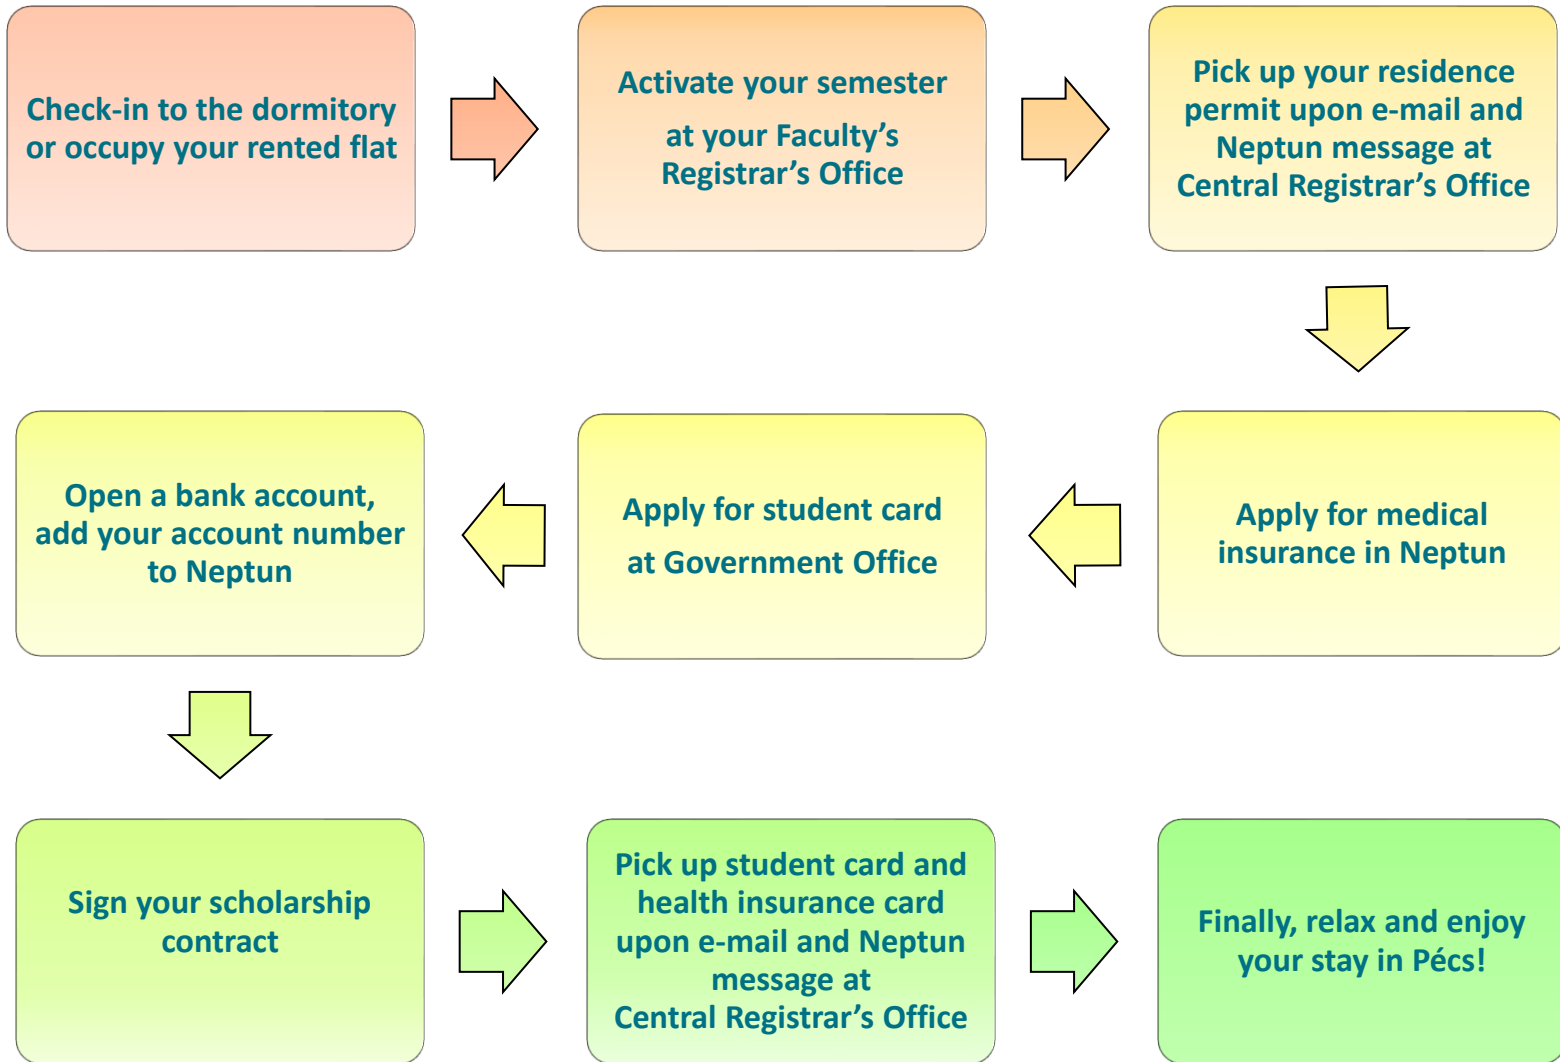 Check-in to the dormitory
or occupy your rented flat
Activate your semester
at your Faculty’s
Registrar’s Office
Pick up your residence
permit upon e-mail and
Neptun message at
Central Registrar’s Office
Apply for medical
insurance in Neptun
Apply for student card
at Government Office
Open a bank account,
add your account number
to Neptun
Sign your scholarship
contract
Pick up student card and
health insurance card
upon e-mail and Neptun
message at
Central Registrar’s Office
Finally, relax and enjoy
your stay in Pécs!